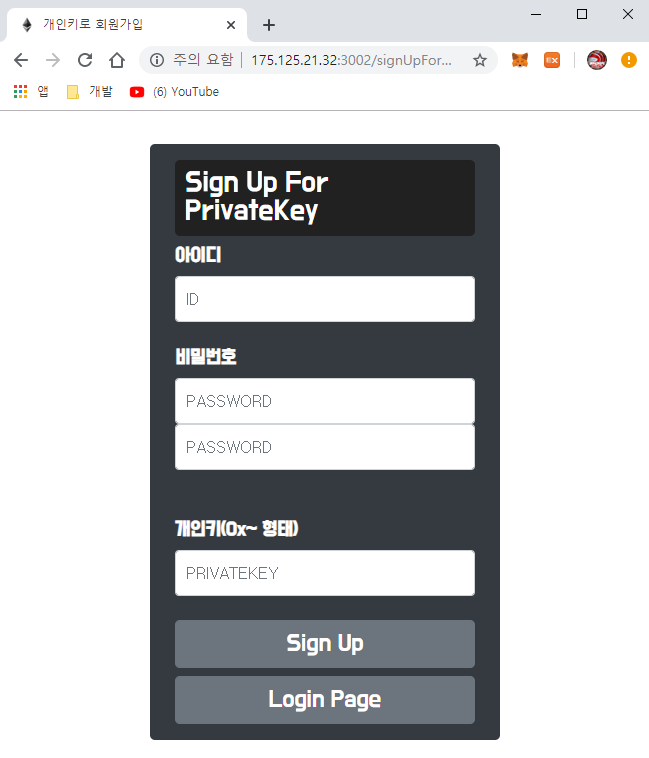 개인키로 회원가입
주의 요함 175.125.21.32:3002/signUpFor...
앱 개발 (6) YouTube
Sign Up For
PrivateKey
아이디
ID
비밀번호
PASSWORD
PASSWORD
개인키(0x~ 형태)
PRIVATEKEY
Sign Up
Login Page